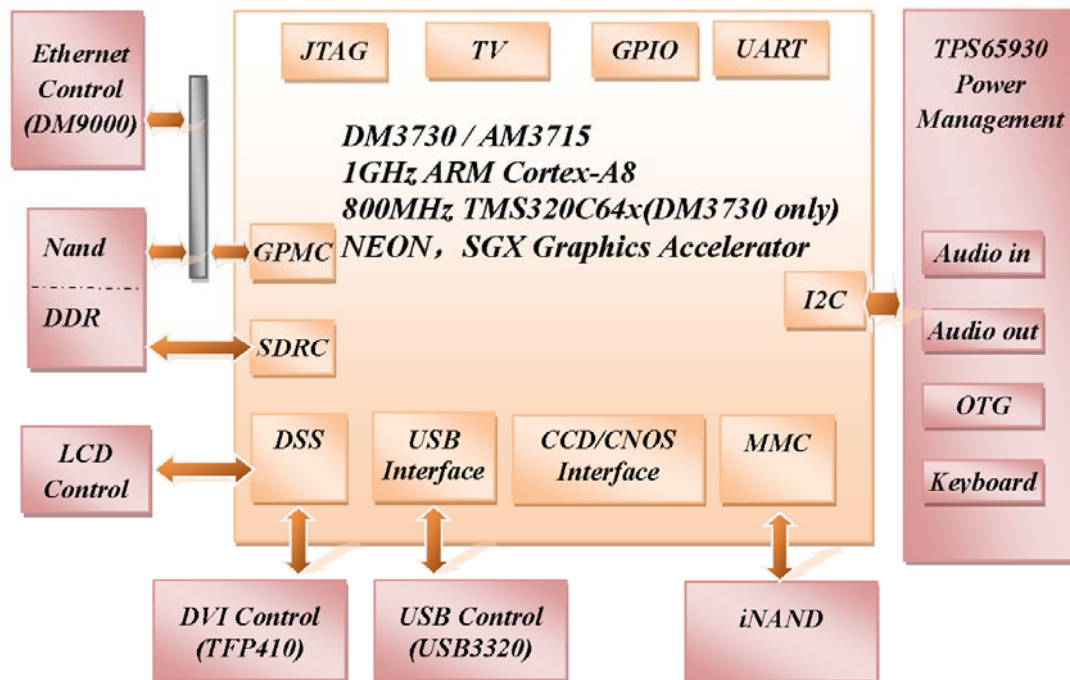 Ethernet
Control
(DM9000)
JTAG
TV
GPIO
UART
TPS65930
Power
Management
DM3730 / AM3715
1GHz ARM Cortex-A8
800MHz TMS320C64x(DM3730 only)
NEON，SGX Graphics Accelerator
Nand
DDR
GPMC
SDRC
I2C
Audio in
Audio out
OTG
Keyboard
LCD
Control
DSS
USB
Interface
CCD/CNOS
Interface
MMC
DVI Control
(TFP410)
USB Control
(USB3320)
iNAND